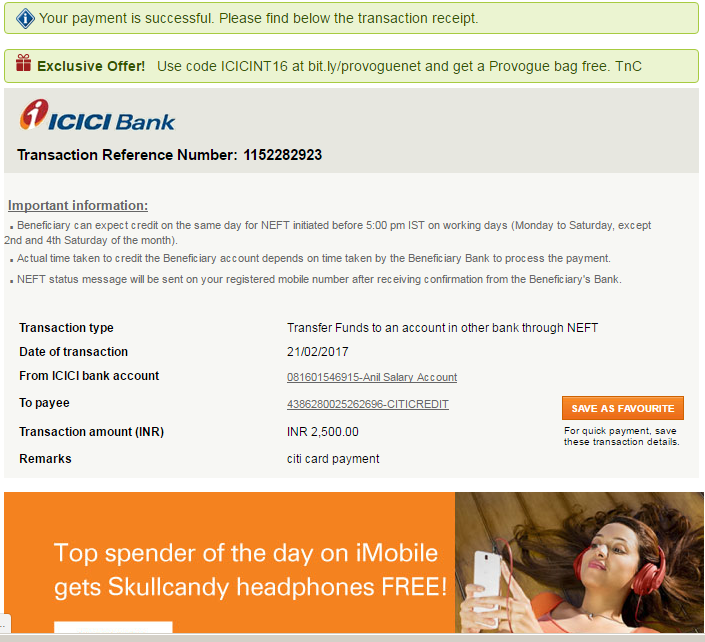 Your payment is successful. Please find below the transaction receipt.
Exclusive Offer! Use code ICICINT16 at bit.ly/provoguenet and get a Provogue bag free. TnC
ICICI Bank
Transaction Reference Number: 1152282923
Important information:
Beneficiary can expect credit on the same day for NEFT initiated before 5:00 pm IST on working days (Monday to Saturday, except
2nd and 4th Saturday of the month).
Actual time taken to credit the Beneficiary account depends on time taken by the Beneficiary Bank to process the payment.
NEFT status message will be sent on your registered mobile number after receiving confirmation from the Beneficiary's Bank.
Transaction type Transfer Funds to an account in other bank through NEFT
Date of transaction 21/02/2017
From ICICI bank account 081601546915-Anil Salary Account
To payee 4386280025262696-CITICREDIT
SAVE AS FAVOURITE
Transaction amount (INR) INR 2,500.00
For quick payment, save
these transaction details.
Remarks citi card payment
Top spender of the day on iMobile
gets Skullcandy headphones FREE!